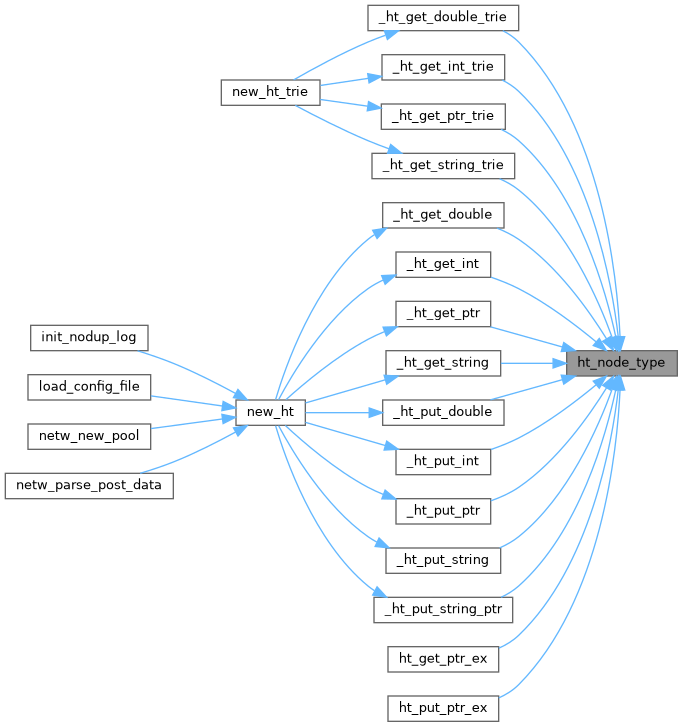 _ht_get_double_trie
_ht_get_int_trie
new_ht_trie
_ht_get_ptr_trie
_ht_get_string_trie
_ht_get_double
_ht_get_int
_ht_get_ptr
init_nodup_log
_ht_get_string
ht_node_type
load_config_file
new_ht
_ht_put_double
netw_new_pool
_ht_put_int
netw_parse_post_data
_ht_put_ptr
_ht_put_string
_ht_put_string_ptr
ht_get_ptr_ex
ht_put_ptr_ex